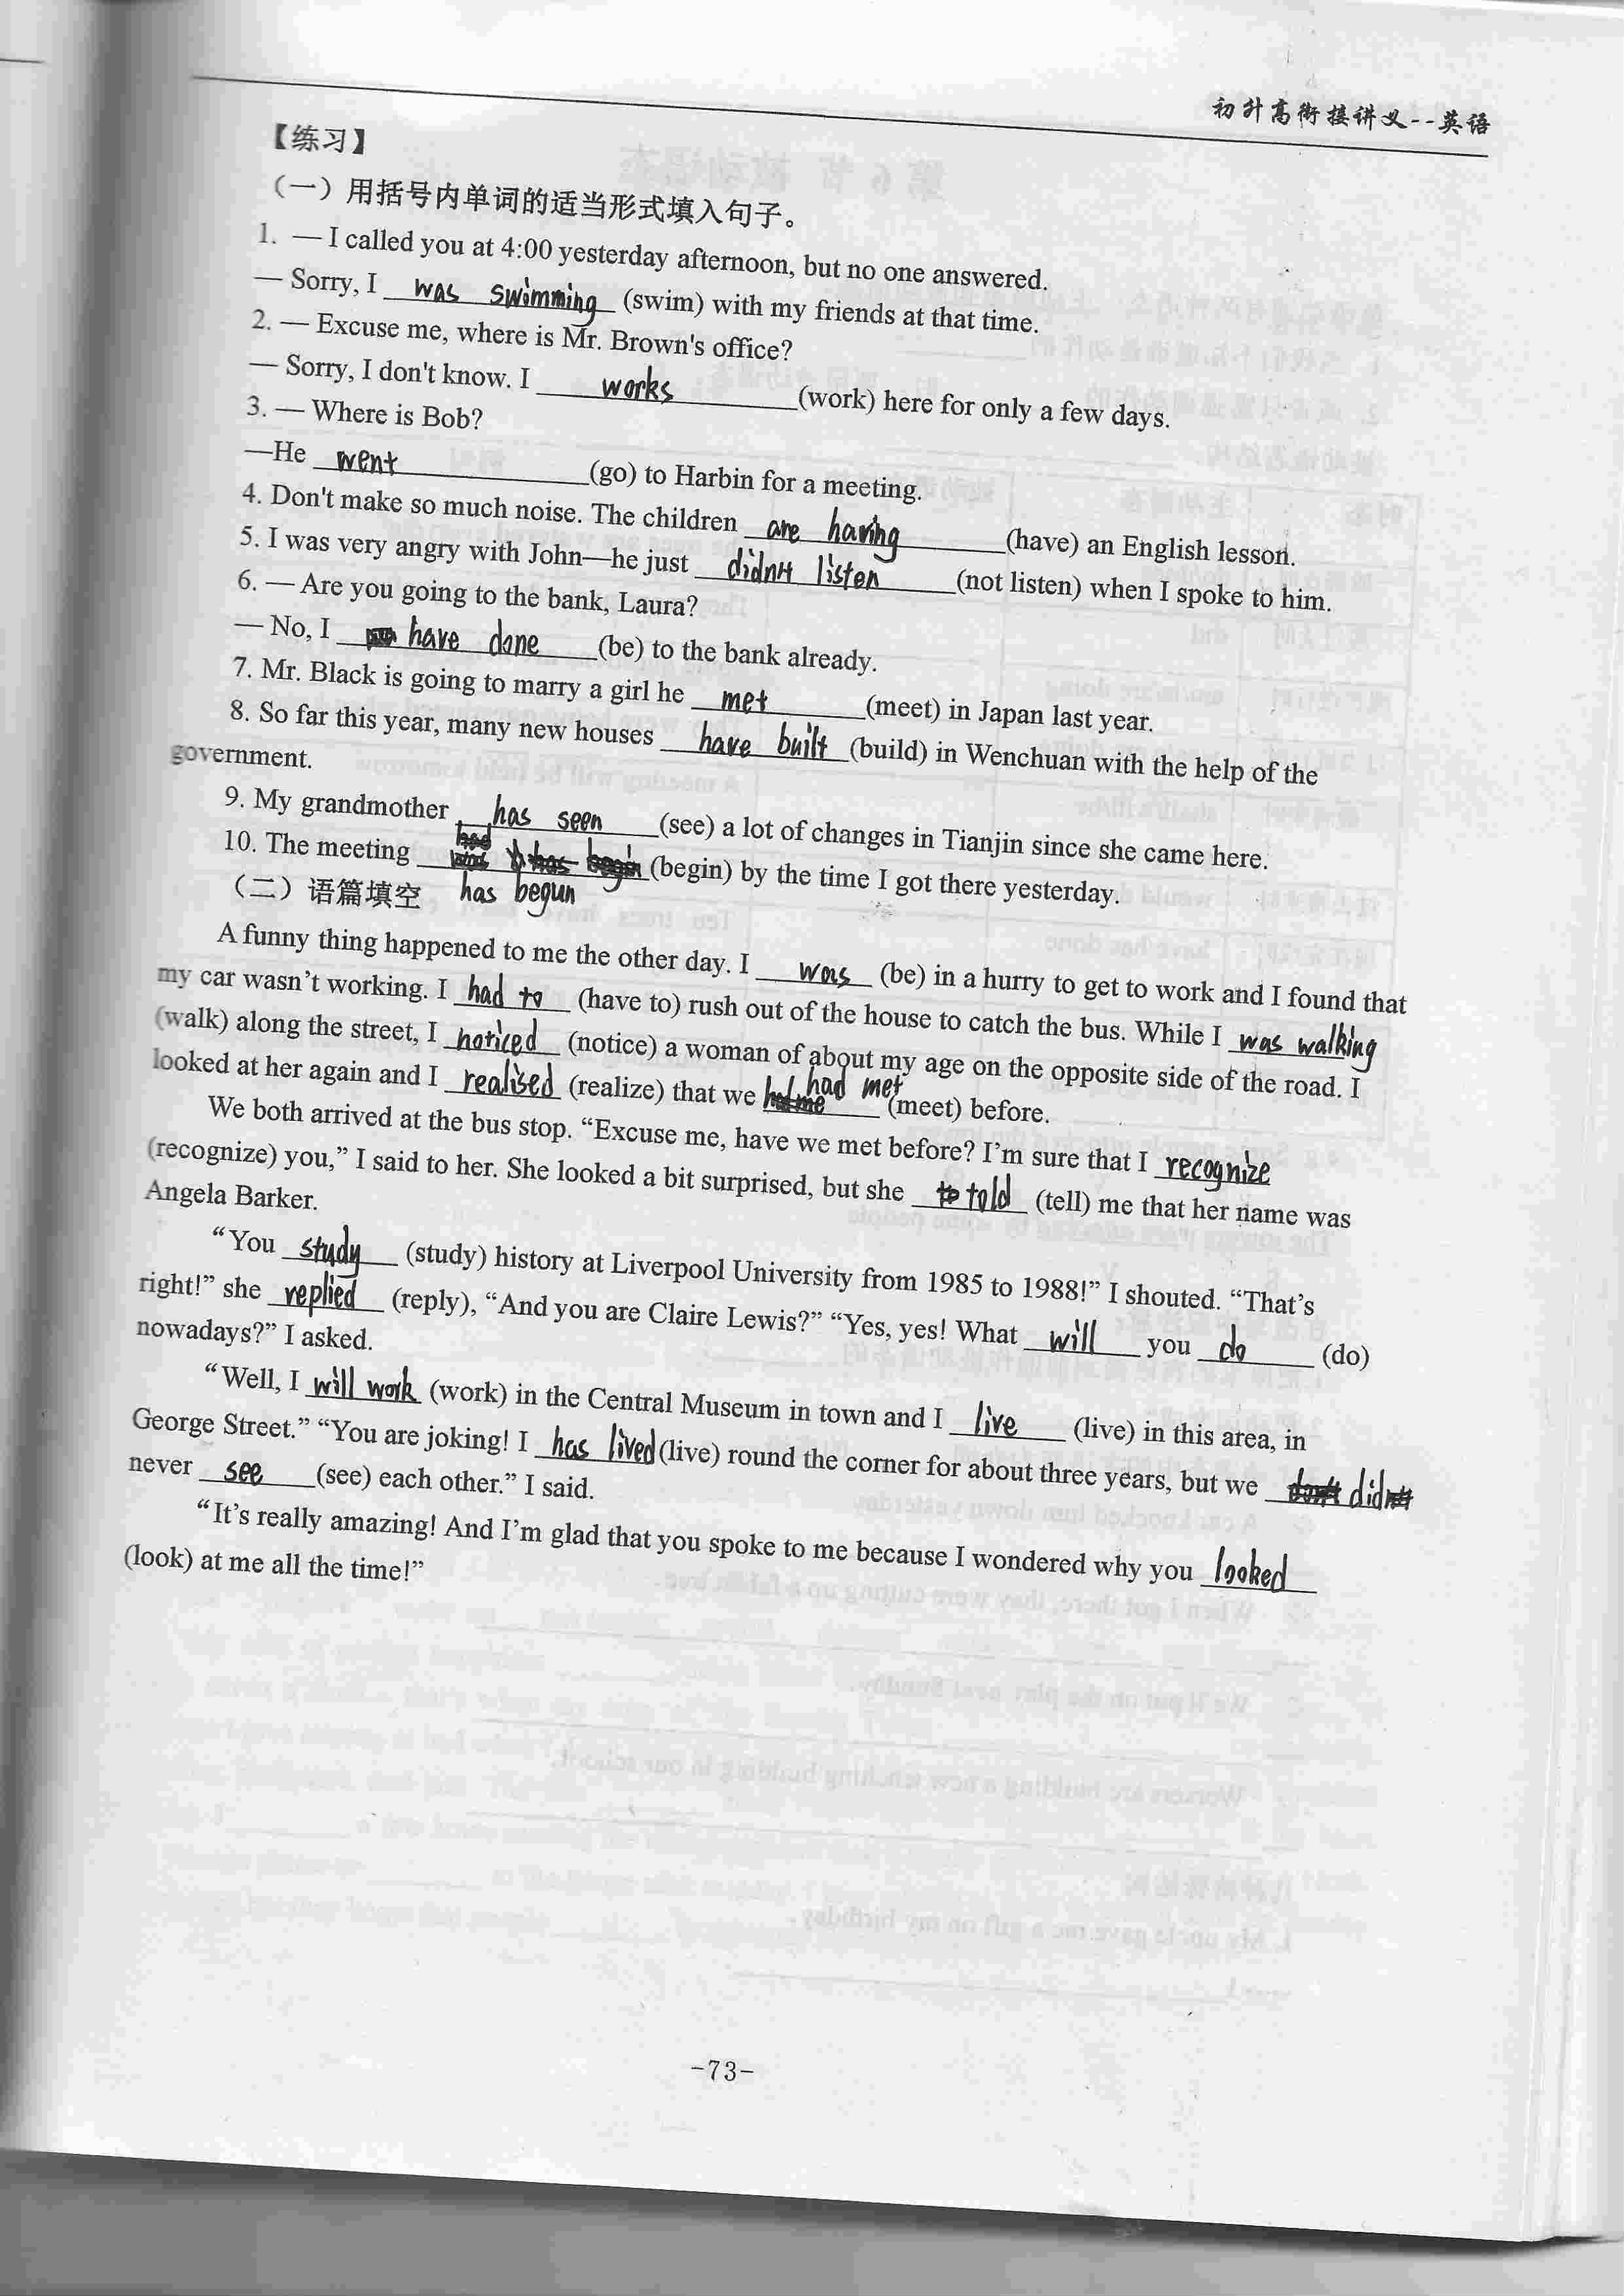 初升高衔接讲义--英语
【练习】
（一）用括号内单词的适当形式填入句子。
1. — I called you at 4:00 yesterday afternoon, but no one answered.
— Sorry, I was swimming (swim) with my friends at that time.
2. — Excuse me, where is Mr. Brown's office?
— Sorry, I don't know. I works (work) here for only a few days.
3. — Where is Bob?
—He went (go) to Harbin for a meeting.
4. Don't make so much noise. The children are having (have) an English lesson.
5. I was very angry with John—he just didn't listen (not listen) when I spoke to him.
6. — Are you going to the bank, Laura?
— No, I have done (be) to the bank already.
7. Mr. Black is going to marry a girl he met (meet) in Japan last year.
8. So far this year, many new houses have built (build) in Wenchuan with the help of the
government.
9. My grandmother has seen (see) a lot of changes in Tianjin since she came here.
10. The meeting (begin) by the time I got there yesterday.
（二）语篇填空 has begun
A funny thing happened to me the other day. I was (be) in a hurry to get to work and I found that
my car wasn't working. I had to (have to) rush out of the house to catch the bus. While I was walking
(walk) along the street, I noticed (notice) a woman of about my age on the opposite side of the road. I
looked at her again and I realised (realize) that we had met (meet) before.
We both arrived at the bus stop. “Excuse me, have we met before? I'm sure that I recognize
(recognize) you,” I said to her. She looked a bit surprised, but she told (tell) me that her name was
Angela Barker.
“You study (study) history at Liverpool University from 1985 to 1988!” I shouted. “That's
right!” she replied (reply), “And you are Claire Lewis?” “Yes, yes! What will you do (do)
nowadays?” I asked.
“Well, I will work (work) in the Central Museum in town and I live (live) in this area, in
George Street.” “You are joking! I has lived (live) round the corner for about three years, but we did
never see (see) each other.” I said.
“It's really amazing! And I'm glad that you spoke to me because I wondered why you looked
(look) at me all the time!”
-73-